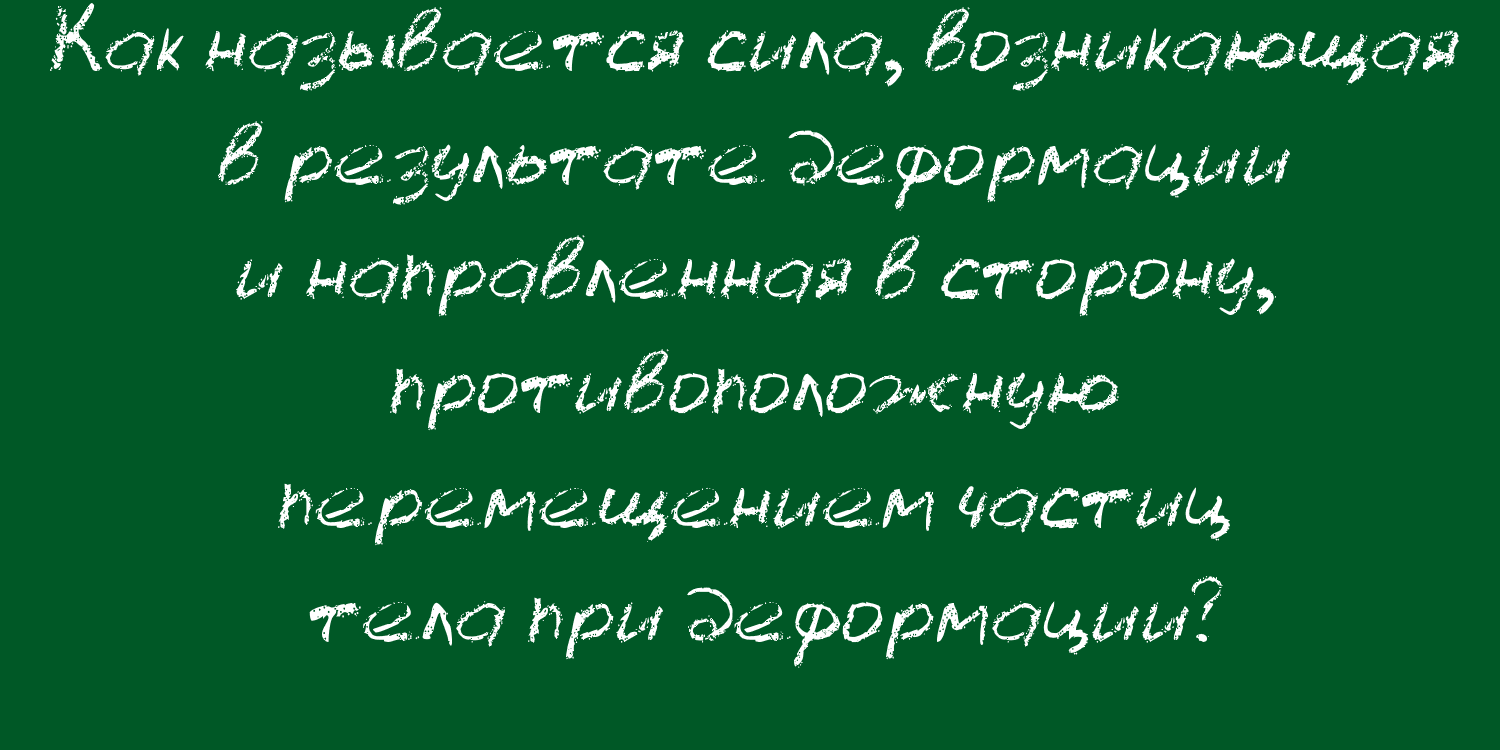 Как называется сила, возникающая
в результате деформации
и направленная в сторону,
противоположную
перемещением частиц
тела при деформации?